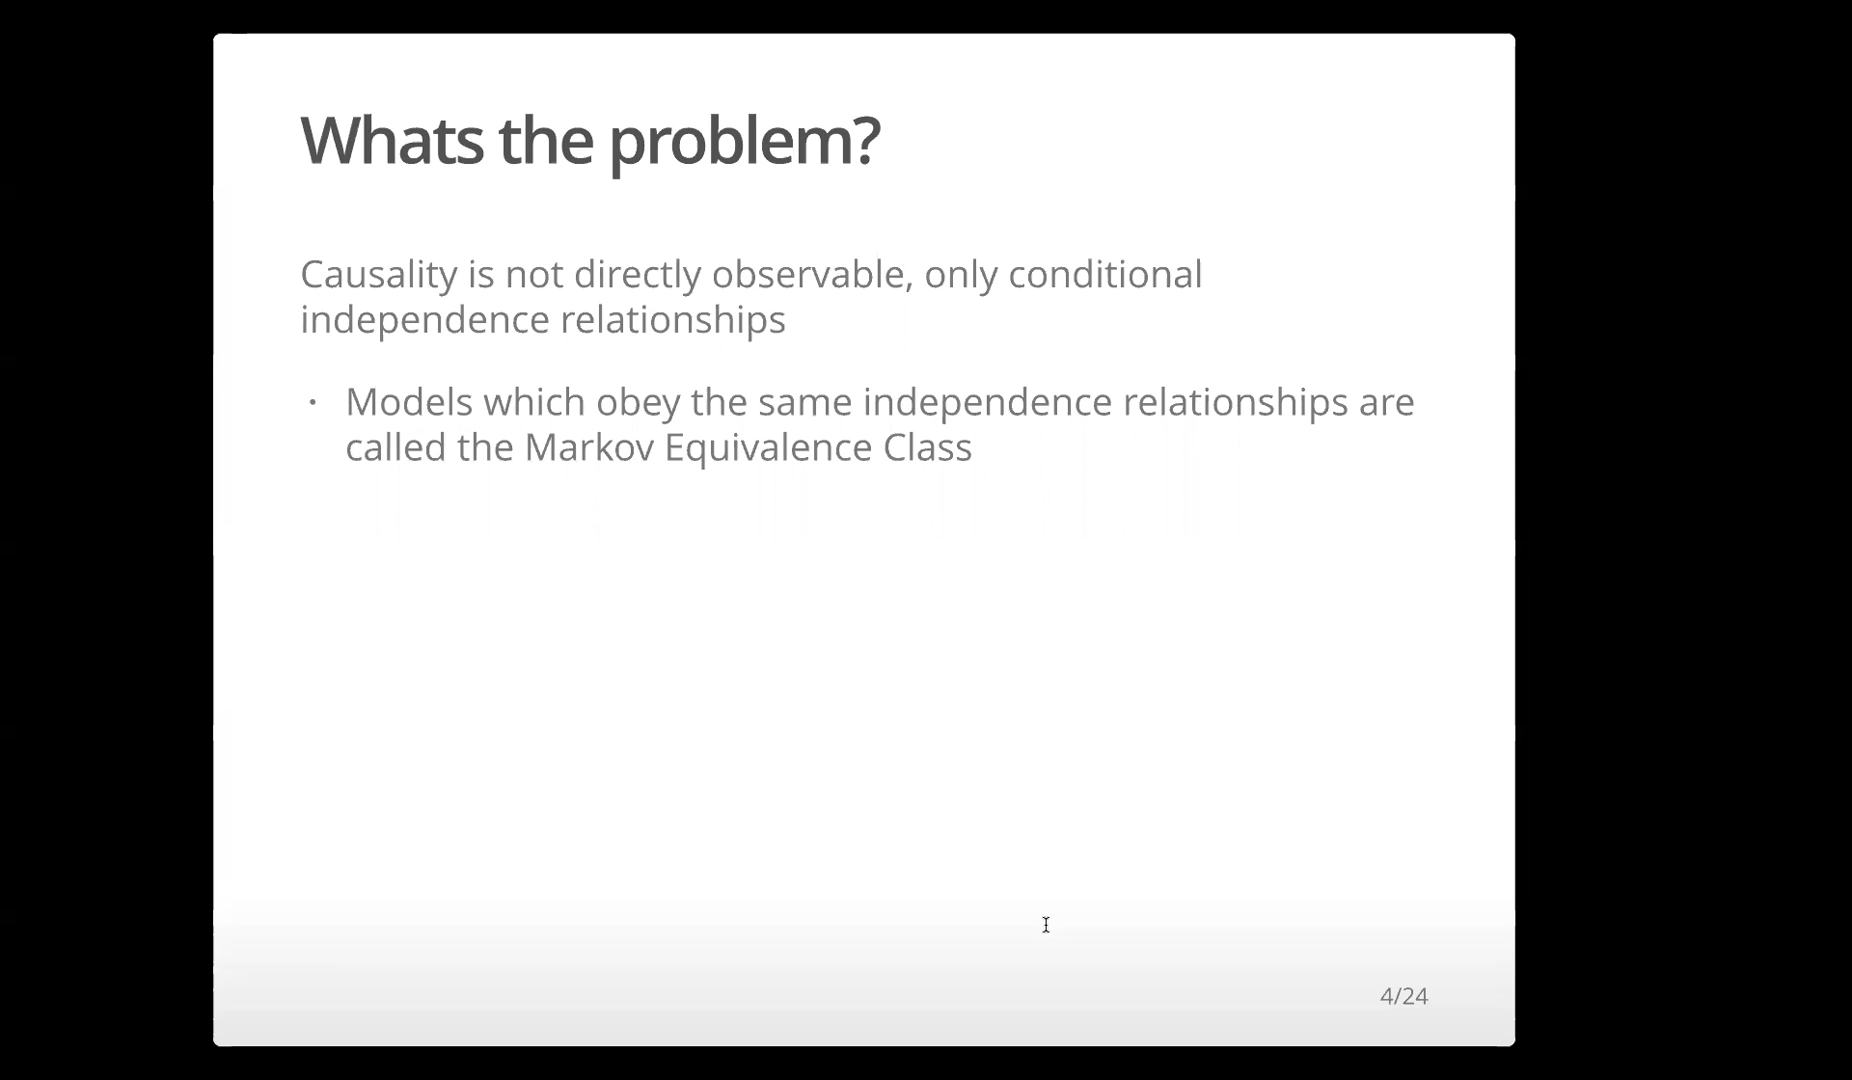 Whats the problem?
Causality is not directly observable, only conditional
independence relationships
· Models which obey the same independence relationships are
called the Markov Equivalence Class
4/24